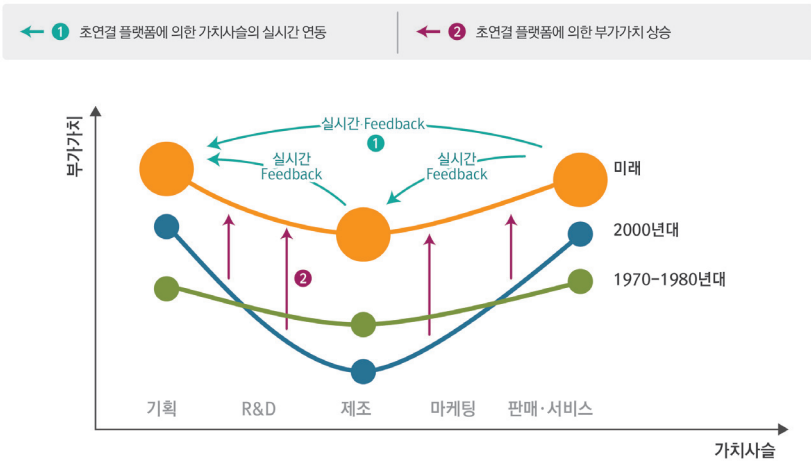 1 초연결 플랫폼에 의한 가치사슬의 실시간 연동
2 초연결 플랫폼에 의한 부가가치 상승
부가가치
실시간 Feedback
1
실시간
Feedback
실시간
Feedback
미래
2000년대
2
1970-1980년대
기획 R&D 제조 마케팅 판매·서비스
가치사슬